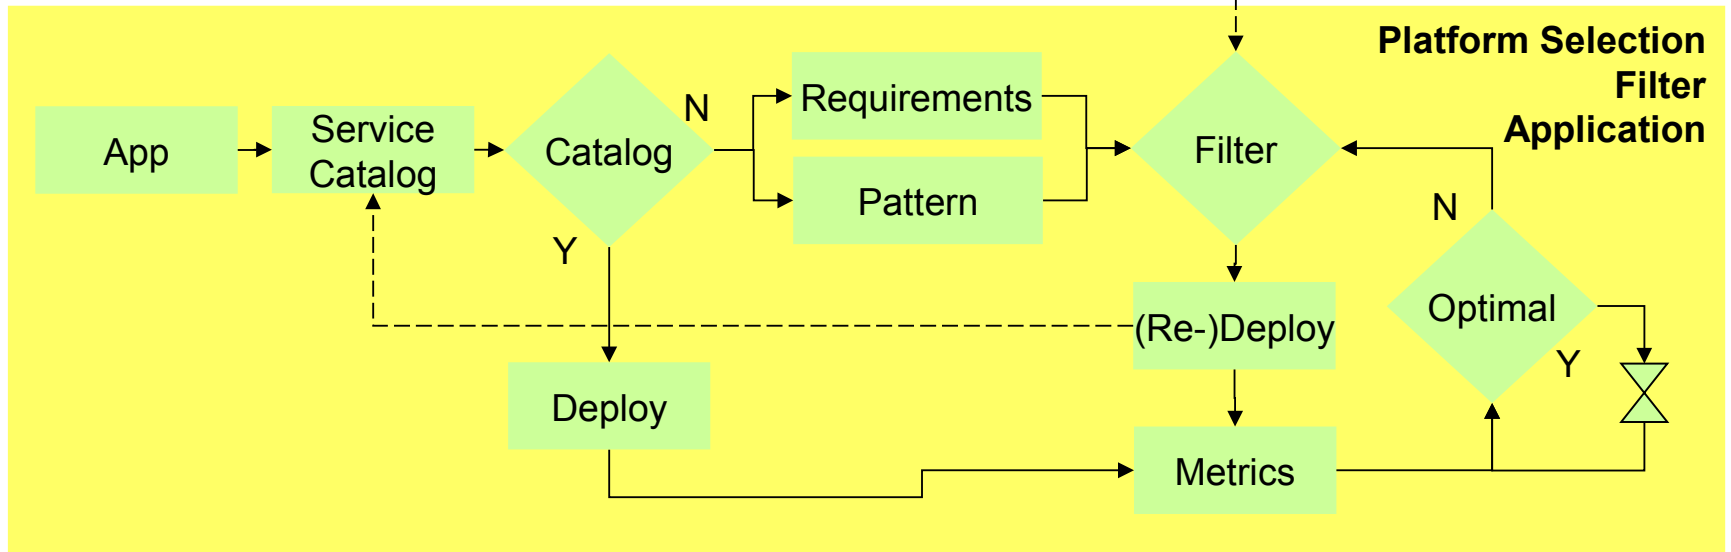 Platform Selection
Filter
Application
App
Service
Catalog
Catalog
N
Y
Requirements
Pattern
Filter
(Re-)Deploy
Deploy
Metrics
N
Optimal
Y